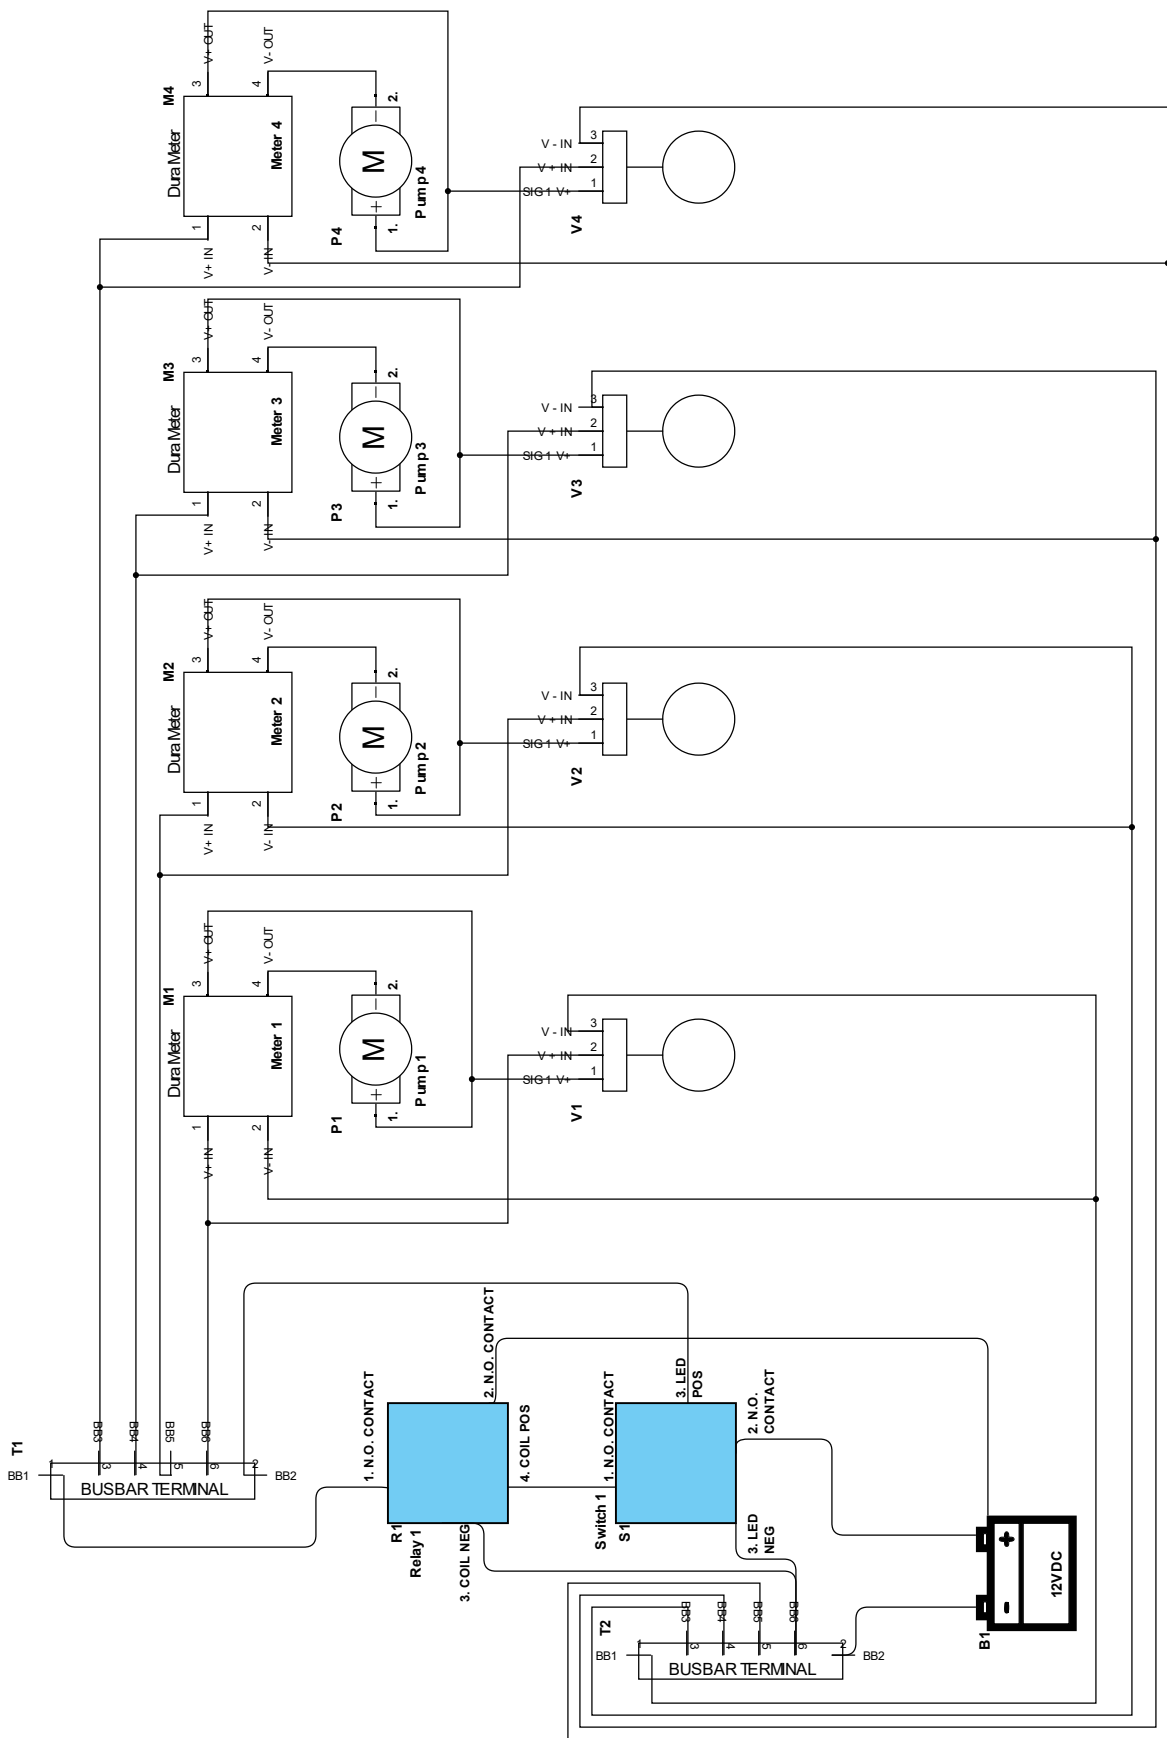 V+ OUT
V- OUT
3
4
M4
Dura Meter
Meter 4
1
2
V+ IN
V- IN
2.
M
Pump 4
P4
1.
V - IN
V + IN
SIG 1 V+
3
2
1
V4
V+ OUT
V- OUT
3
4
M3
Dura Meter
Meter 3
1
2
V+ IN
V- IN
2.
M
Pump 3
P3
1.
V - IN
V + IN
SIG 1 V+
3
2
1
V3
V+ OUT
V- OUT
3
4
M2
Dura Meter
Meter 2
1
2
V+ IN
V- IN
2.
M
Pump 2
P2
1.
V - IN
V + IN
SIG 1 V+
3
2
1
V2
V+ OUT
V- OUT
3
4
M1
Dura Meter
Meter 1
1
2
V+ IN
V- IN
2.
M
Pump 1
P1
1.
V - IN
V + IN
SIG 1 V+
3
2
1
V1
T1
BB1
BB3
BB4
BB5
BB6
BB2
1
3
4
5
6
2
BUSBAR TERMINAL
1. N.O. CONTACT
2. N.O. CONTACT
R1
Relay 1
3. COIL NEG
4. COIL POS
1. N.O. CONTACT
3. LED
POS
2. N.O.
CONTACT
Switch 1
S1
3. LED
NEG
T2
BB1
BB3
BB4
BB5
BB6
BB2
1
3
4
5
6
2
BUSBAR TERMINAL
B1
+
-
12VDC